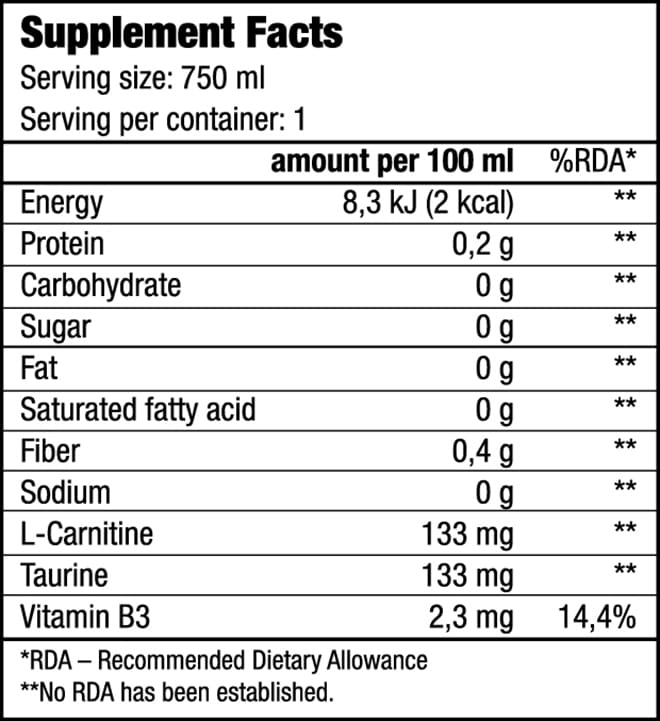 Supplement Facts
Serving size: 750 ml
Serving per container: 1
amount per 100 ml %RDA*
Energy 8,3 kJ (2 kcal) **
Protein 0,2 g **
Carbohydrate 0 g **
Sugar 0 g **
Fat 0 g **
Saturated fatty acid 0 g **
Fiber 0,4 g **
Sodium 0 g **
L-Carnitine 133 mg **
Taurine 133 mg **
Vitamin B3 2,3 mg 14,4%
*RDA – Recommended Dietary Allowance
**No RDA has been established.